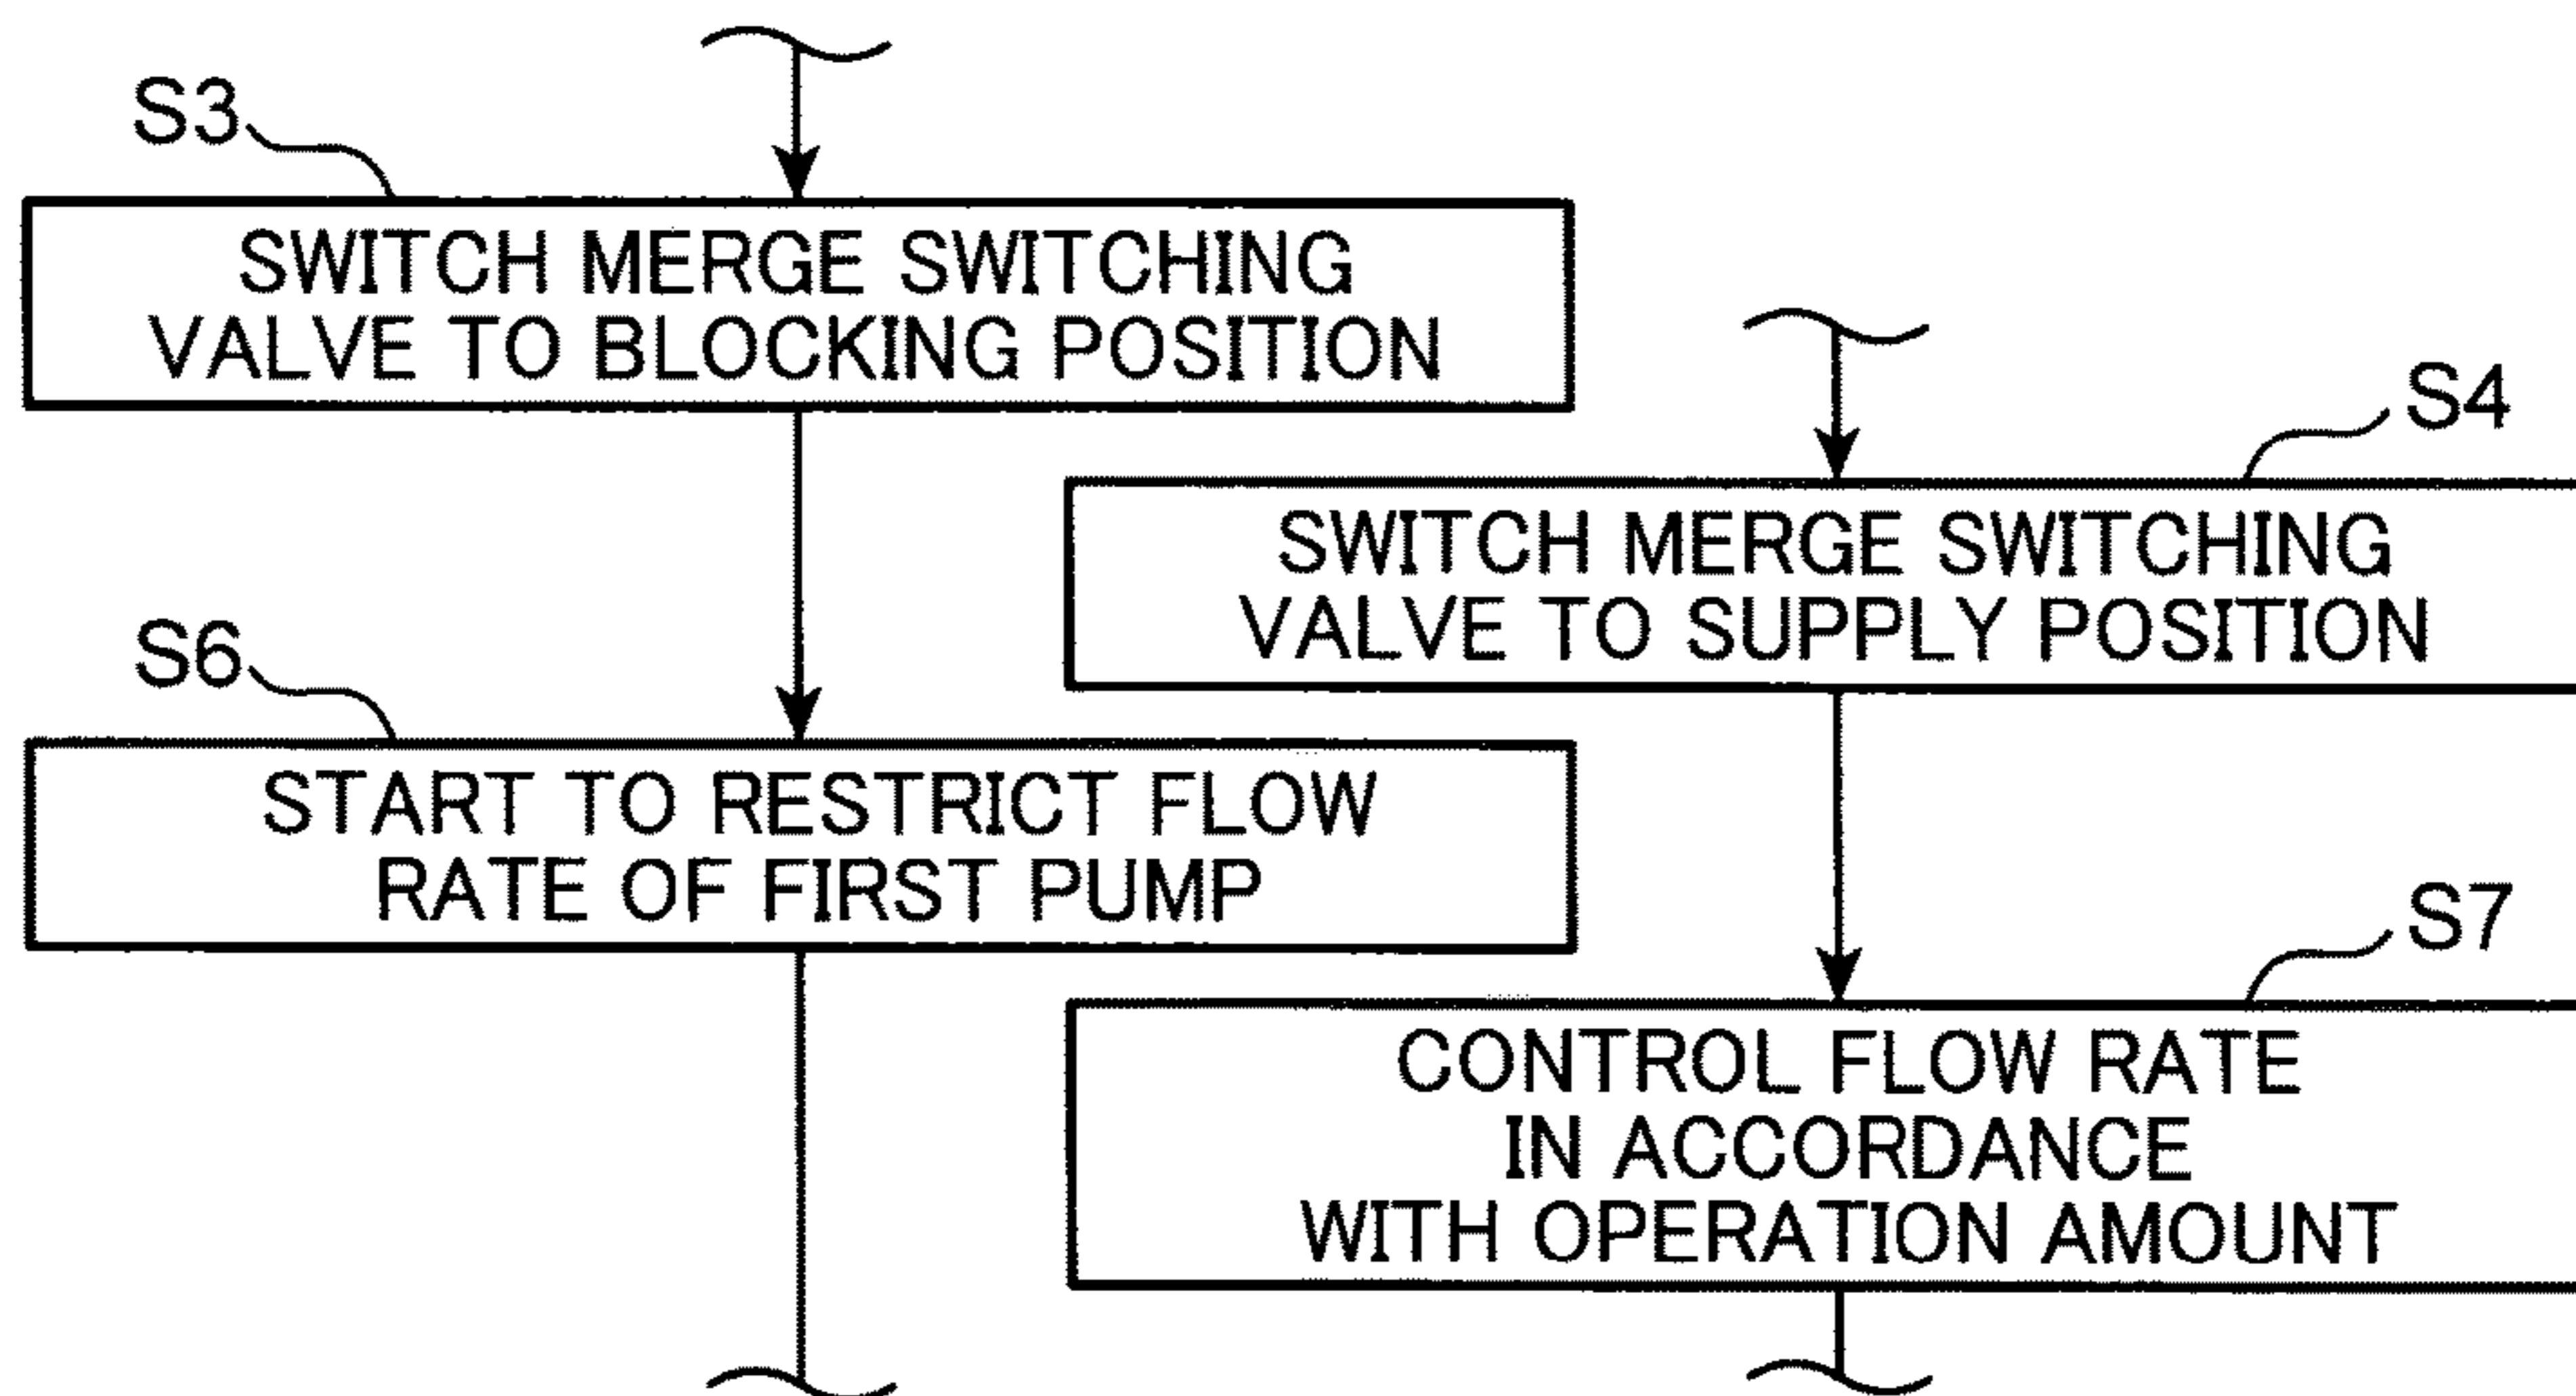 S3
SWITCH MERGE SWITCHING
VALVE TO BLOCKING POSITION
S4
SWITCH MERGE SWITCHING
VALVE TO SUPPLY POSITION
S6
START TO RESTRICT FLOW
RATE OF FIRST PUMP
S7
CONTROL FLOW RATE
IN ACCORDANCE
WITH OPERATION AMOUNT